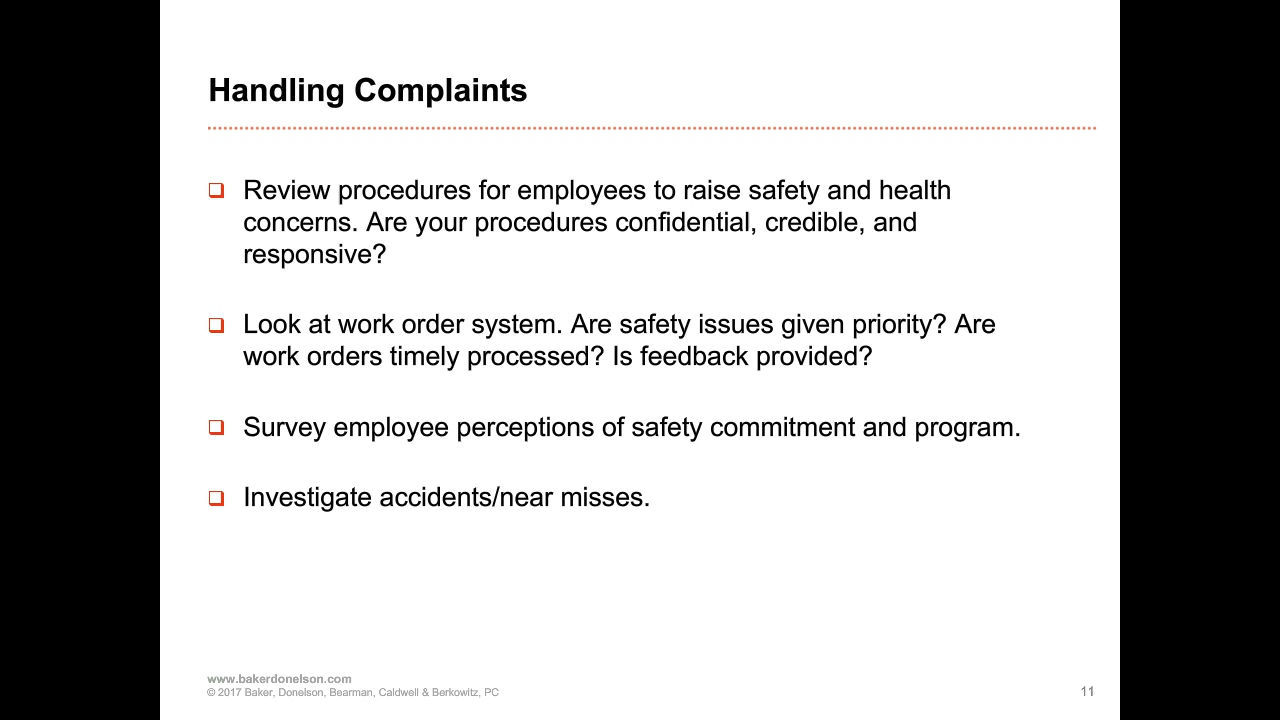 Handling Complaints
Review procedures for employees to raise safety and health
concerns. Are your procedures confidential, credible, and
responsive?
Look at work order system. Are safety issues given priority? Are
work orders timely processed? Is feedback provided?
Survey employee perceptions of safety commitment and program.
Investigate accidents/near misses.
www.bakerdonelson.com
© 2017 Baker, Donelson, Bearman, Caldwell & Berkowitz, PC
11